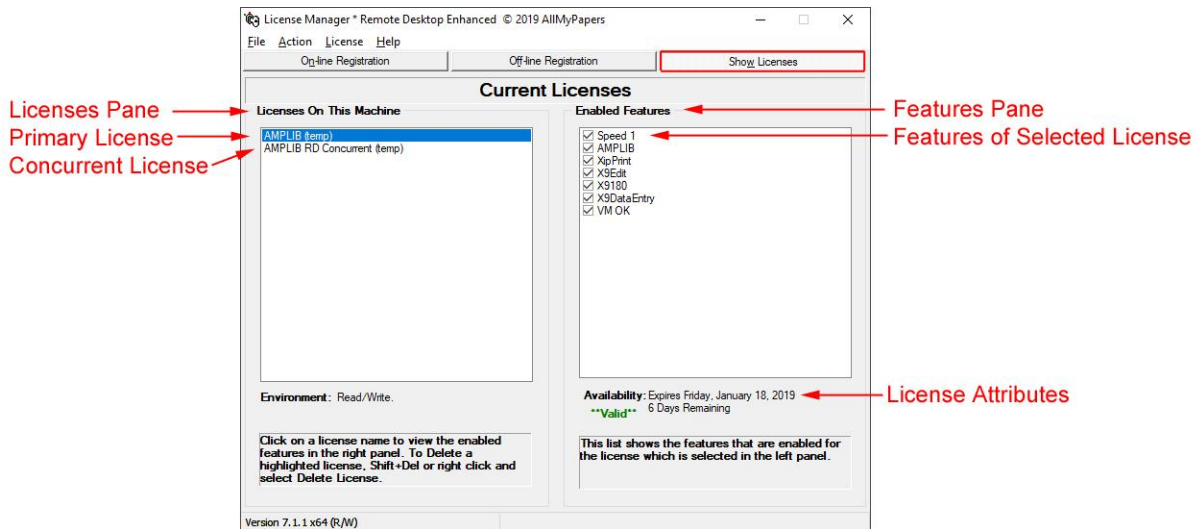 License Manager * Remote Desktop Enhanced © 2019 AllMyPapers
File Action License Help
On-line Registration
Off-line Registration
Show Licenses
Current Licenses
Licenses Pane
Licenses On This Machine
Enabled Features
Features Pane
Primary License
AMPLIB (temp)
Speed 1
Features of Selected License
Concurrent License
AMPLIB RD Concurrent (temp)
AMPLIB
XipPrint
X9Edit
X9180
X9DataEntry
VM OK
Environment: Read/Write.
Availability: Expires Friday, January 18, 2019
License Attributes
**Valid** 6 Days Remaining
Click on a license name to view the enabled
features in the right panel. To Delete a
highlighted license, Shift+Del or right click and
select Delete License.
This list shows the features that are enabled for
the license which is selected in the left panel.
Version 7.1.1 x64 (R/W)